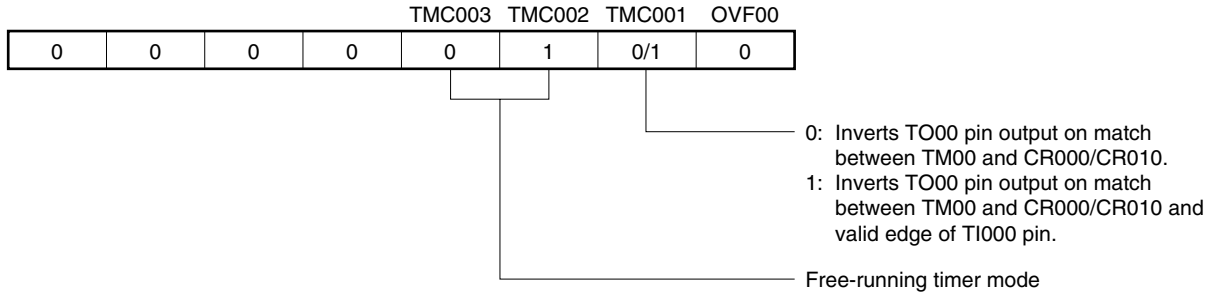 TMC003 TMC002 TMC001 OVF00
0 0 0 0 0 1 0/1 0
0: Inverts TO00 pin output on match
between TM00 and CR000/CR010.
1: Inverts TO00 pin output on match
between TM00 and CR000/CR010 and
valid edge of TI000 pin.
Free-running timer mode